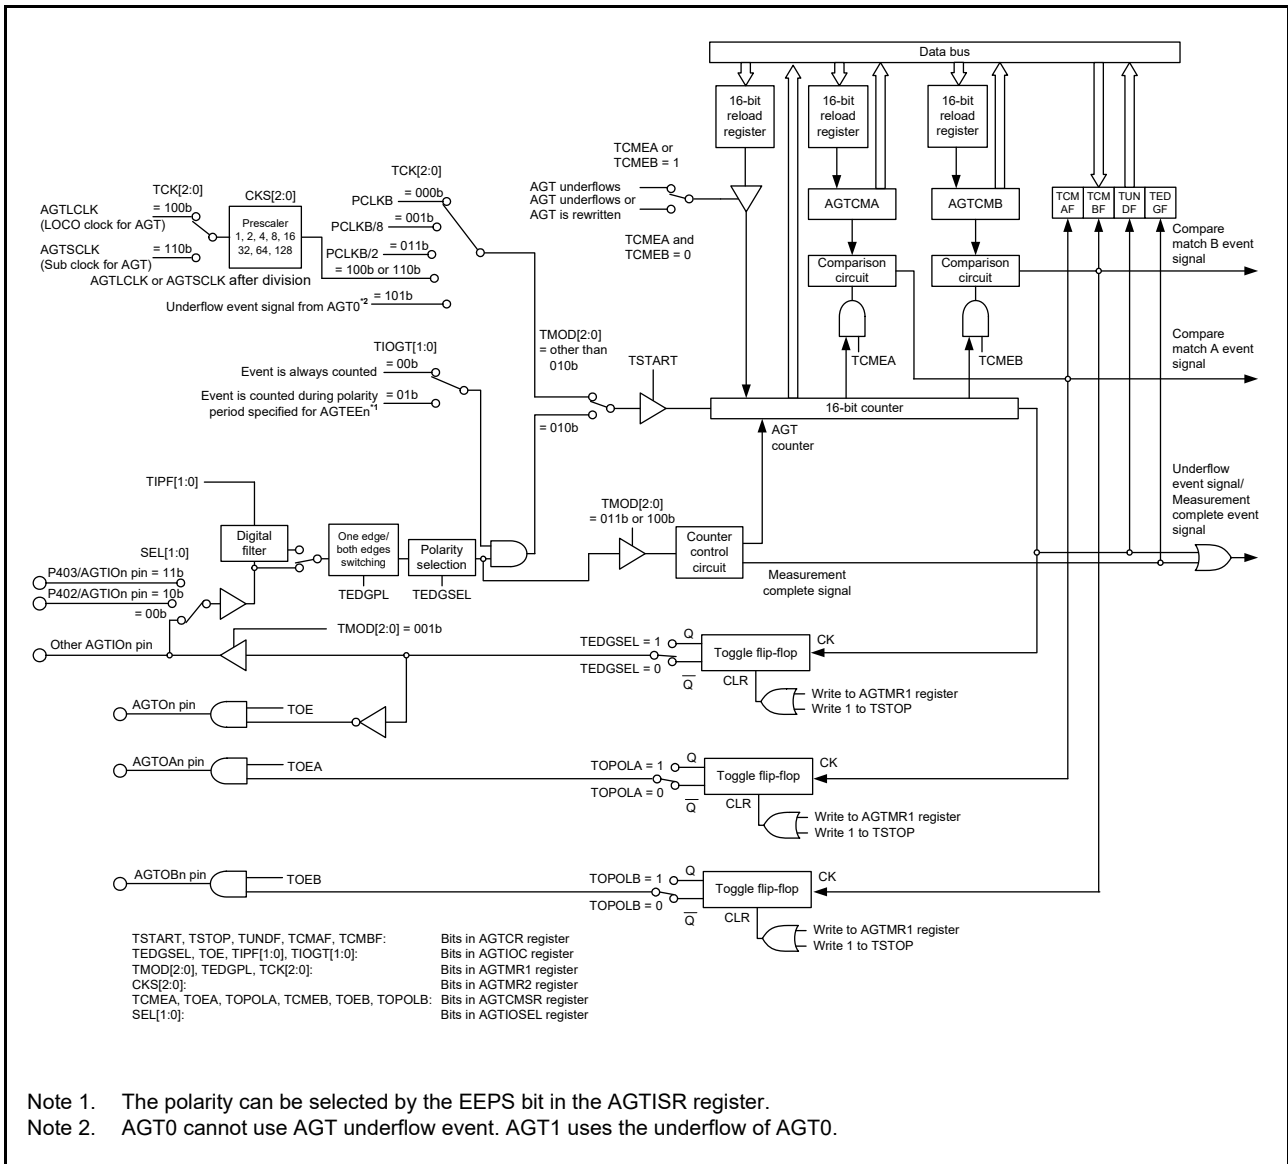 Data bus
16-bit
reload
register
16-bit
reload
register
16-bit
reload
register
TCMEA or
TCMEB = 1
AGT underflows
AGT underflows or
AGT is rewritten
TCMEA and
TCMEB = 0
TCK[2:0]
PCLKB
= 000b
PCLKB/8
= 001b
PCLKB/2
= 011b
= 100b or 110b
TCK[2:0]
CKS[2:0]
AGTLCLK
= 100b
(LOCO clock for AGT)
AGTSCLK
= 110b
(Sub clock for AGT)
Prescaler
1, 2, 4, 8, 16
32, 64, 128
AGTLCLK or AGTSCLK after division
Underflow event signal from AGT0*2
= 101b
AGTCMA
AGTCMB
TCM
AF
TCM
BF
TUN
DF
TED
GF
Comparison
circuit
Comparison
circuit
Compare
match B event
signal
TCMEA
TCMEB
Compare
match A event
signal
TMOD[2:0]
= other than
010b
TIOGT[1:0]
= 00b
Event is always counted
Event is counted during polarity
period specified for AGTEEn*1
= 01b
= 010b
TSTART
16-bit counter
AGT
counter
TIPF[1:0]
Digital
filter
One edge/
both edges
switching
Polarity
selection
TEDGPL
TEDGSEL
TMOD[2:0]
= 011b or 100b
Counter
control
circuit
Measurement
complete signal
Underflow
event signal/
Measurement
complete event
signal
SEL[1:0]
P403/AGTIOn pin = 11b
P402/AGTIOn pin = 10b
= 00b
Other AGTIOn pin
TMOD[2:0] = 001b
TEDGSEL = 1
Q
TEDGSEL = 0
Q
Toggle flip-flop
CK
CLR
Write to AGTMR1 register
Write 1 to TSTOP
AGTOn pin
TOE
AGTOAn pin
TOEA
TOPOLA = 1
Q
TOPOLA = 0
Q
Toggle flip-flop
CK
CLR
Write to AGTMR1 register
Write 1 to TSTOP
AGTOBn pin
TOEB
TOPOLB = 1
Q
TOPOLB = 0
Q
Toggle flip-flop
CK
CLR
Write to AGTMR1 register
Write 1 to TSTOP
TSTART, TSTOP, TUNDF, TCMAF, TCMBF: Bits in AGTCR register
TEDGSEL, TOE, TIPF[1:0], TIOGT[1:0]: Bits in AGTIOC register
TMOD[2:0], TEDGPL, TCK[2:0]: Bits in AGTMR1 register
CKS[2:0]: Bits in AGTMR2 register
TCMEA, TOEA, TOPOLA, TCMEB, TOEB, TOPOLB: Bits in AGTCMSR register
SEL[1:0]: Bits in AGTIOSEL register
Note 1. The polarity can be selected by the EEPS bit in the AGTISR register.
Note 2. AGT0 cannot use AGT underflow event. AGT1 uses the underflow of AGT0.